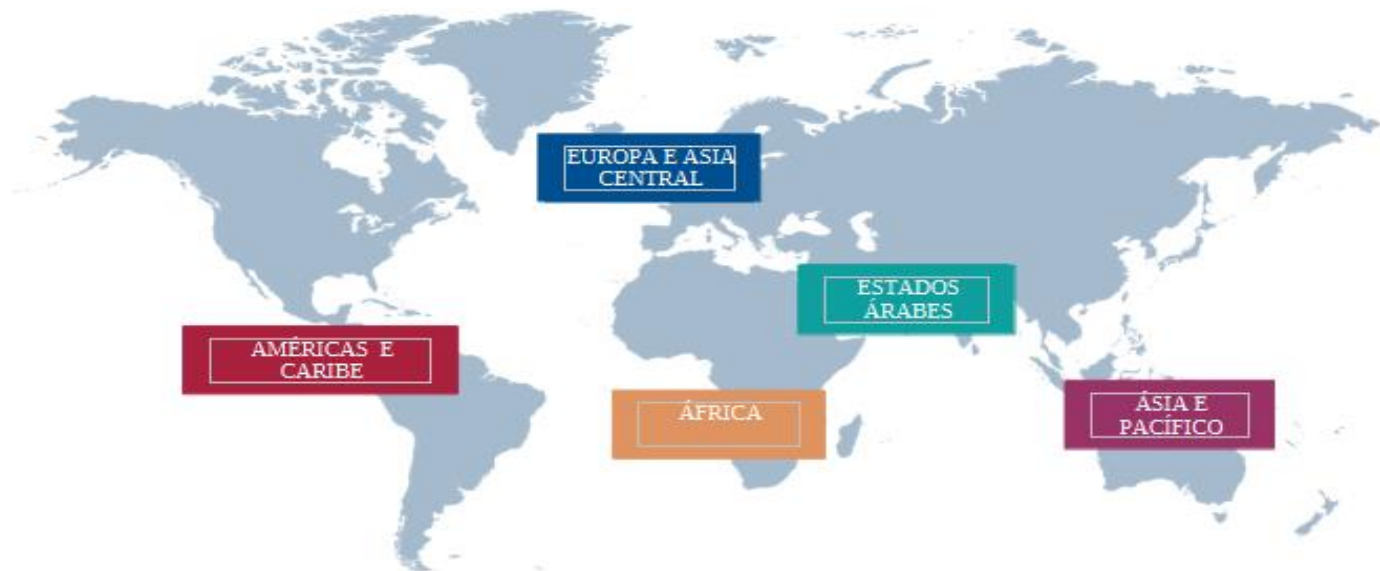 EUROPA E ASIA
CENTRAL
ESTADOS
ÁRABES
AMÉRICAS E
CARIBE
ÁFRICA
ÁSIA E
PACÍFICO